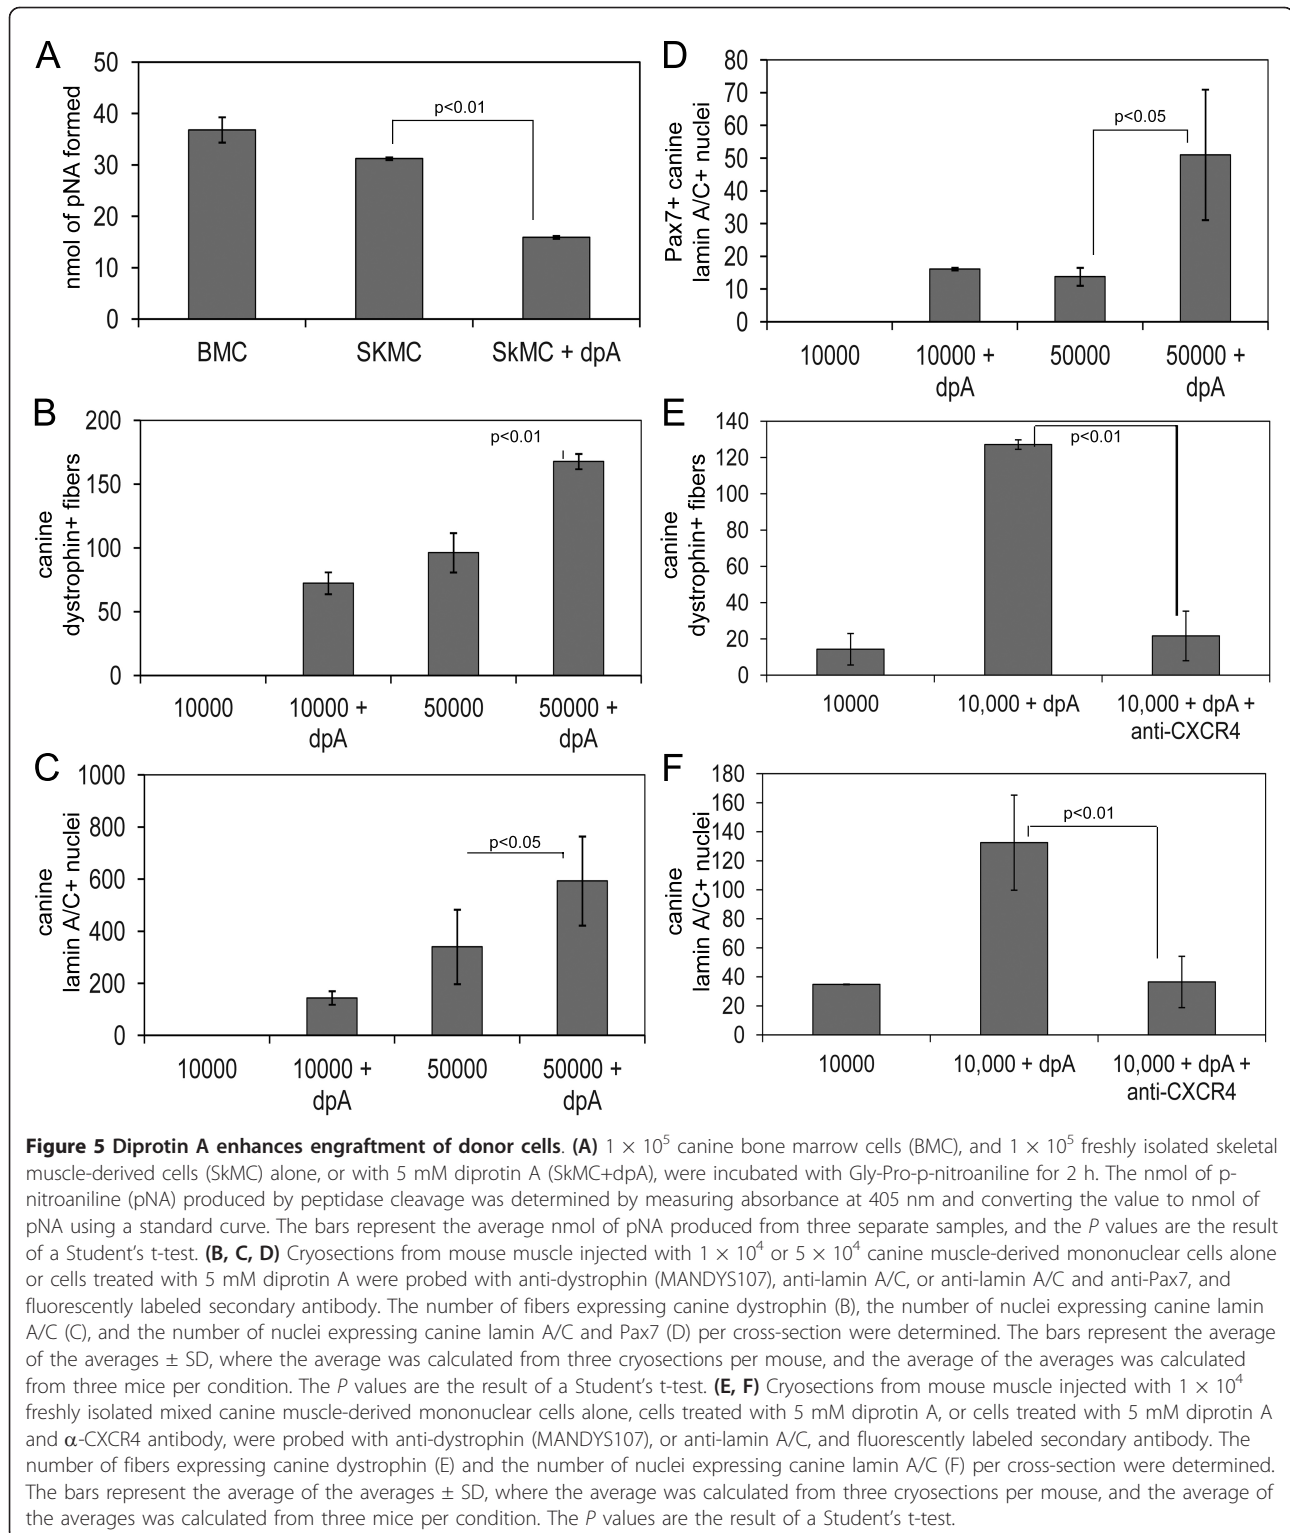 A
50
40
30
20
10
0
nmol of pNA formed
p<0.01
BMC
SKMC
SkMC + dpA
B
200
150
100
50
0
canine
dystrophin+ fibers
p<0.01
10000
10000 +
dpA
50000
50000 +
dpA
C
1000
800
600
400
200
0
canine
lamin A/C+ nuclei
p<0.05
10000
10000 +
dpA
50000
50000 +
dpA
D
80
70
60
50
40
30
20
10
0
Pax7+ canine
lamin A/C+ nuclei
p<0.05
10000
10000 +
dpA
50000
50000 +
dpA
E
140
120
100
80
60
40
20
0
canine
dystrophin+ fibers
p<0.01
10000
10,000 + dpA
10,000 + dpA +
anti-CXCR4
F
180
160
140
120
100
80
60
40
20
0
canine
lamin A/C+ nuclei
p<0.01
10000
10,000 + dpA
10,000 + dpA +
anti-CXCR4
Figure 5 Diprotin A enhances engraftment of donor cells. (A) 1 × 10⁵ canine bone marrow cells (BMC), and 1 × 10⁵ freshly isolated skeletal
muscle-derived cells (SkMC) alone, or with 5 mM diprotin A (SkMC+dpA), were incubated with Gly-Pro-p-nitroaniline for 2 h. The nmol of p-
nitroaniline (pNA) produced by peptidase cleavage was determined by measuring absorbance at 405 nm and converting the value to nmol of
pNA using a standard curve. The bars represent the average nmol of pNA produced from three separate samples, and the P values are the result
of a Student's t-test. (B, C, D) Cryosections from mouse muscle injected with 1 × 10⁴ or 5 × 10⁴ canine muscle-derived mononuclear cells alone
or cells treated with 5 mM diprotin A were probed with anti-dystrophin (MANDYS107), anti-lamin A/C, or anti-lamin A/C and anti-Pax7, and
fluorescently labeled secondary antibody. The number of fibers expressing canine dystrophin (B), the number of nuclei expressing canine lamin
A/C (C), and the number of nuclei expressing canine lamin A/C and Pax7 (D) per cross-section were determined. The bars represent the average
of the averages ± SD, where the average was calculated from three cryosections per mouse, and the average of the averages was calculated
from three mice per condition. The P values are the result of a Student's t-test. (E, F) Cryosections from mouse muscle injected with 1 × 10⁴
freshly isolated mixed canine muscle-derived mononuclear cells alone, cells treated with 5 mM diprotin A, or cells treated with 5 mM diprotin A
and α-CXCR4 antibody, were probed with anti-dystrophin (MANDYS107), or anti-lamin A/C, and fluorescently labeled secondary antibody. The
number of fibers expressing canine dystrophin (E) and the number of nuclei expressing canine lamin A/C (F) per cross-section were determined.
The bars represent the average of the averages ± SD, where the average was calculated from three cryosections per mouse, and the average of
the averages was calculated from three mice per condition. The P values are the result of a Student's t-test.